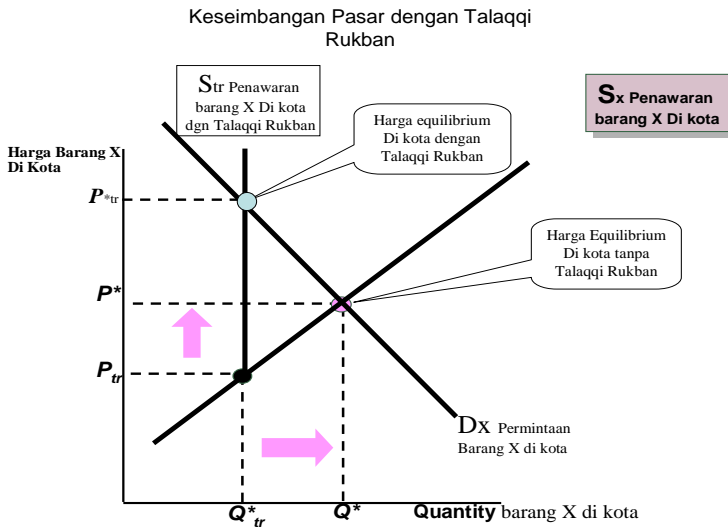 Keseimbangan Pasar dengan Talaqqi
Rukban
Str Penawaran
barang X Di kota
dgn Talaqqi Rukban
Sx Penawaran
barang X Di kota
Harga equilibrium
Di kota dengan
Talaqqi Rukban
Harga Barang X
Di Kota
P*tr
Harga Equilibrium
Di kota tanpa
Talaqqi Rukban
P*
Ptr
Dx Permintaan
Barang X di kota
Q*tr
Q*
Quantity barang X di kota